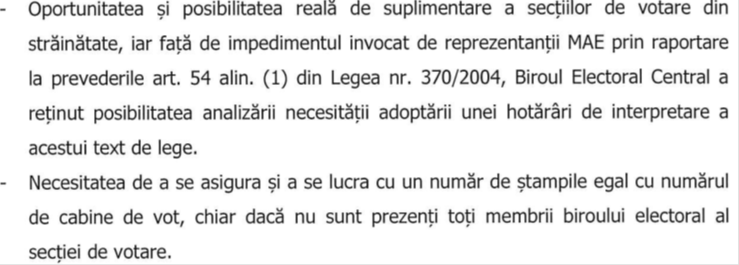 - Oportunitatea și posibilitatea reală de suplimentare a secțiilor de votare din
străinătate, iar față de impedimentul invocat de reprezentanții MAE prin raportare
la prevederile art. 54 alin. (1) din Legea nr. 370/2004, Biroul Electoral Central a
reținut posibilitatea analizării necesității adoptării unei hotărâri de interpretare a
acestui text de lege.
- Necesitatea de a se asigura și a se lucra cu un număr de ștampile egal cu numărul
de cabine de vot, chiar dacă nu sunt prezenți toți membrii biroului electoral al
secției de votare.